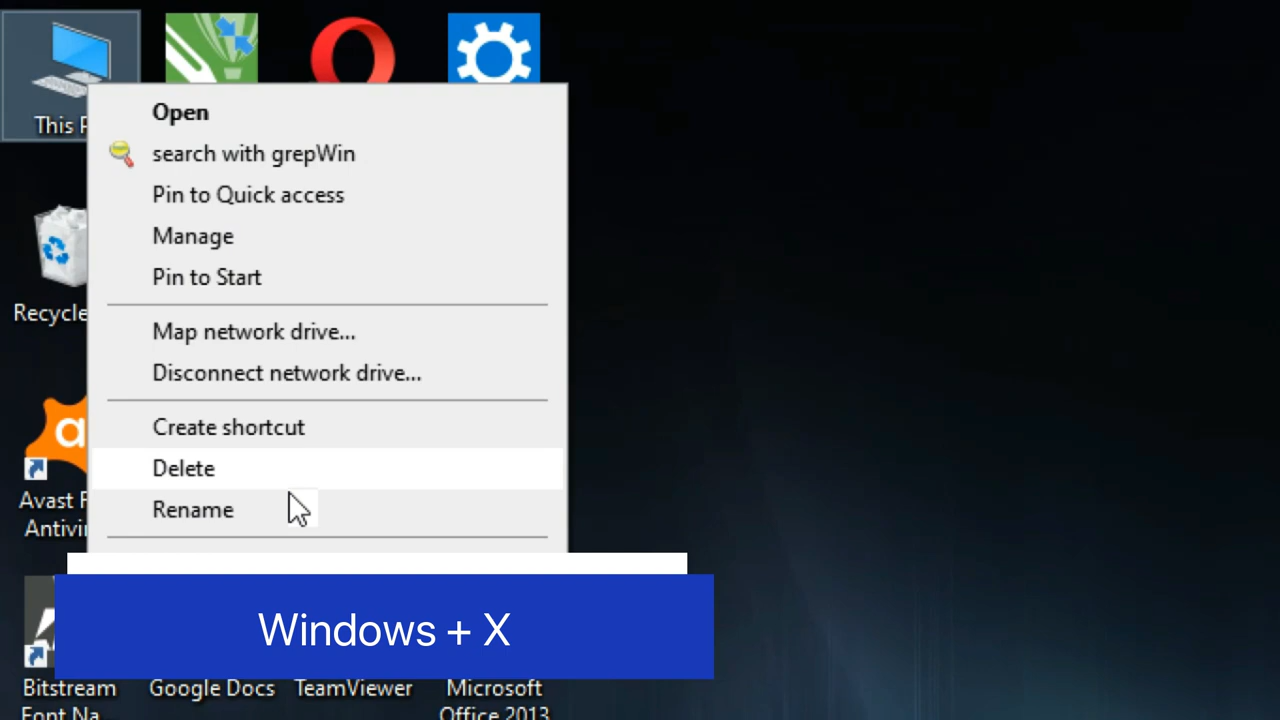 This P
Open
search with grepWin
Pin to Quick access
Manage
Pin to Start
Recycle
Map network drive...
Disconnect network drive...
Create shortcut
Delete
Rename
a
Avast F
Antivi
Windows + X
Bitstream
Font Na
Google Docs
TeamViewer
Microsoft
Office 2013